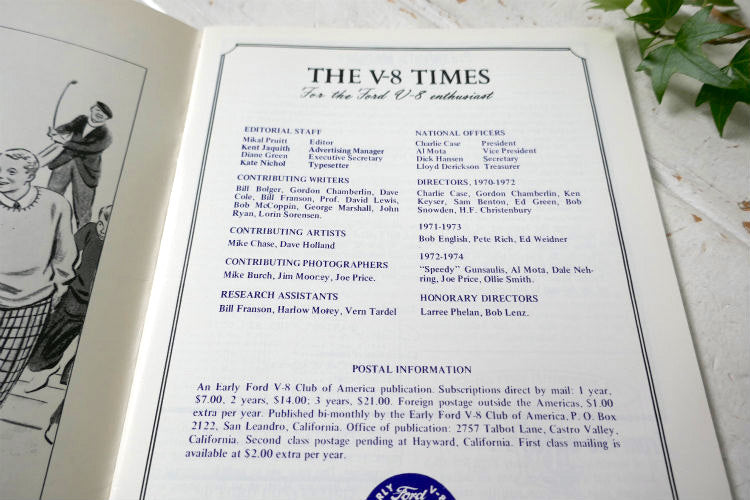 THE V-8 TIMES
For the Ford V-8 enthusiast
EDITORIAL STAFF
Mikal Pruitt Editor
Kent Jaquith Advertising Manager
Diane Green Executive Secretary
Kate Nichol Typesetter
CONTRIBUTING WRITERS
Bill Bolger, Gordon Chamberlin, Dave
Cole, Bill Franson, Prof. David Lewis,
Bob McCoppin, George Marshall, John
Ryan, Lorin Sorensen.
CONTRIBUTING ARTISTS
Mike Chase, Dave Holland
CONTRIBUTING PHOTOGRAPHERS
Mike Burch, Jim Mooney, Joe Price.
RESEARCH ASSISTANTS
Bill Franson, Harlow Morey, Vern Tardel
NATIONAL OFFICERS
Charlie Case President
Al Mota Vice President
Dick Hansen Secretary
Lloyd Derickson Treasurer
DIRECTORS, 1970-1972
Charlie Case, Gordon Chamberlin, Ken
Keyser, Sam Benton, Ed Green, Bob
Snowden, H.F. Christenbury
1971-1973
Bob English, Pete Rich, Ed Weidner
1972-1974
"Speedy" Gunsaulis, Al Mota, Dale Neh-
ring, Joe Price, Ollie Smith.
HONORARY DIRECTORS
Larree Phelan, Bob Lenz.
POSTAL INFORMATION
An Early Ford V-8 Club of America publication. Subscriptions direct by mail: 1 year,
$7.00, 2 years, $14.00; 3 years, $21.00. Foreign postage outside the Americas, $1.00
extra per year. Published bi-monthly by the Early Ford V-8 Club of America, P. O. Box
2122, San Leandro, California. Office of publication: 2757 Talbot Lane, Castro Valley,
California. Second class postage pending at Hayward, California. First class mailing is
available at $2.00 extra per year.
Ford V-8